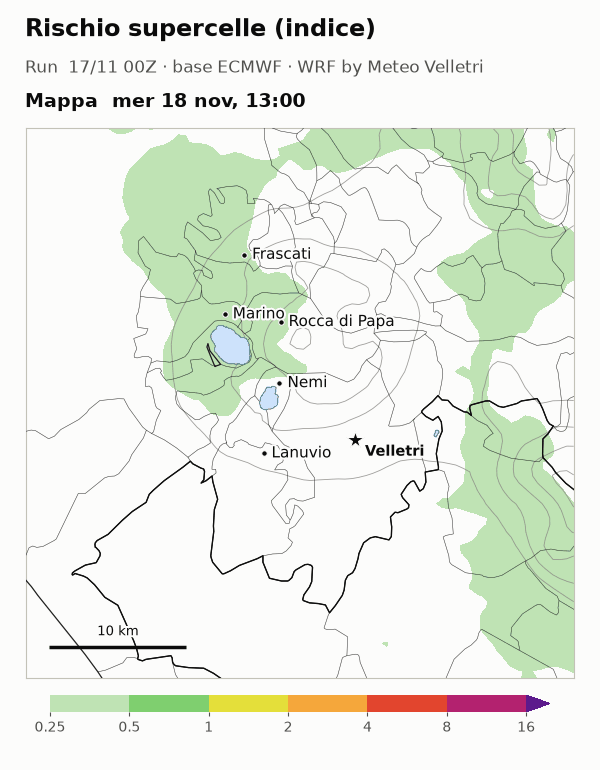 Rischio supercelle (indice)
Run  17/11 00Z · base ECMWF · WRF by Meteo Velletri
Mappa  mer 18 nov, 13:00
Frascati
Marino
Rocca di Papa
Nemi
Velletri
Lanuvio
10 km
0.25 0.5 1 2 4 8 16